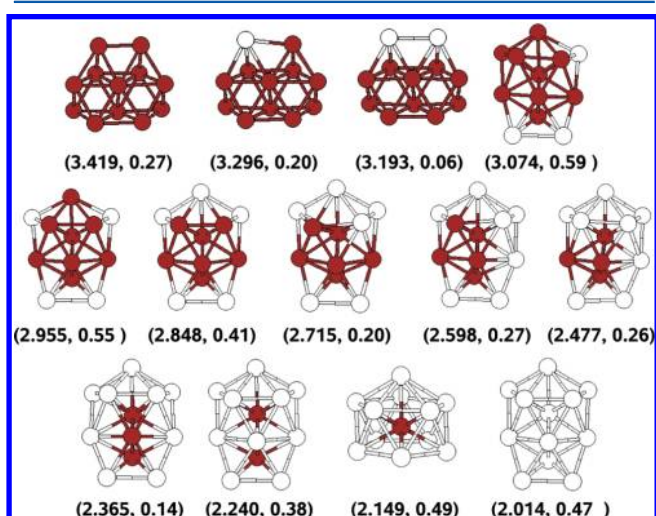 (3.419, 0.27) (3.296, 0.20) (3.193, 0.06) (3.074, 0.59 )
(2.955, 0.55 ) (2.848, 0.41) (2.715, 0.20) (2.598, 0.27) (2.477, 0.26)
(2.365, 0.14) (2.240, 0.38) (2.149, 0.49) (2.014, 0.47 )